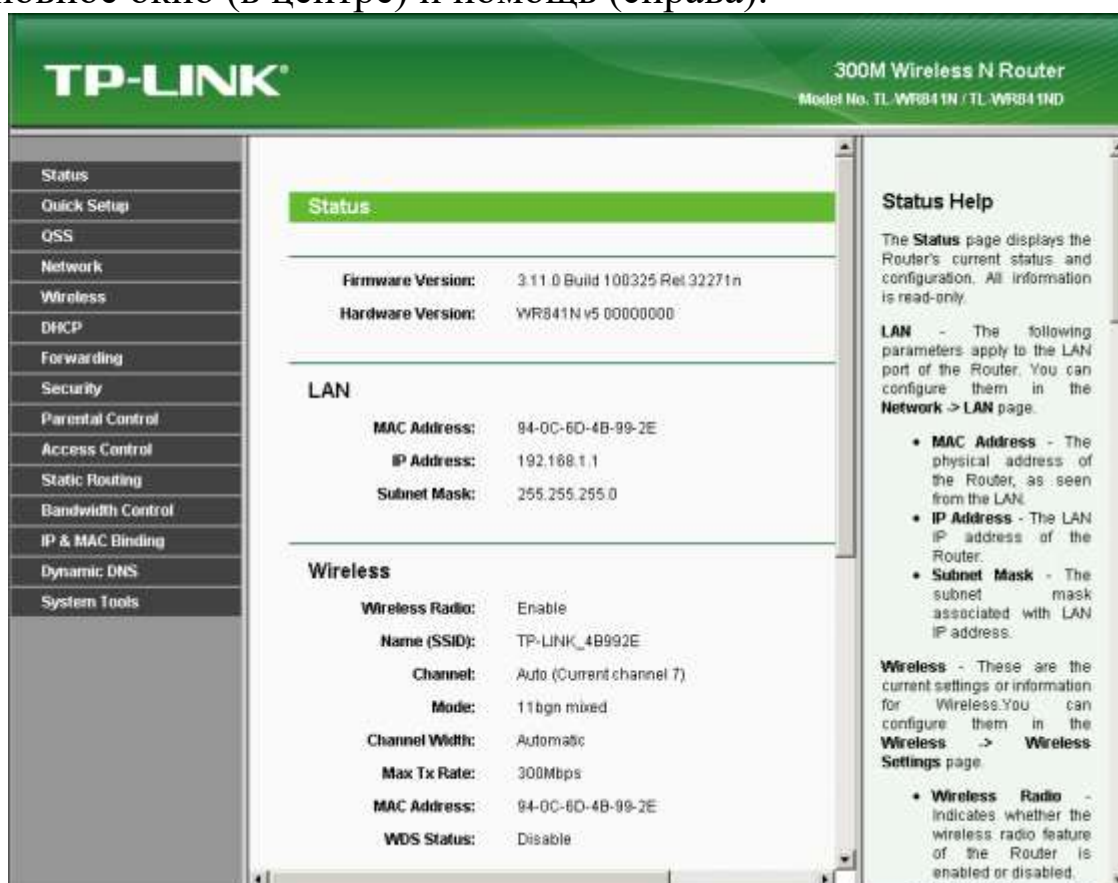 окно (в центре) и помощь (справа).
TP-LINK
300M Wireless N Router
Model No. TL-WR841N / TL-WR841ND
Status
Quick Setup
QSS
Network
Wireless
DHCP
Forwarding
Security
Parental Control
Access Control
Static Routing
Bandwidth Control
IP & MAC Binding
Dynamic DNS
System Tools
Status
Firmware Version: 3.11.0 Build 100325 Rel.32271n
Hardware Version: WR841N v5 00000000
LAN
MAC Address: 94-0C-6D-4B-99-2E
IP Address: 192.168.1.1
Subnet Mask: 255.255.255.0
Wireless
Wireless Radio: Enable
Name (SSID): TP-LINK_4B992E
Channel: Auto (Current channel 7)
Mode: 11bgn mixed
Channel Width: Automatic
Max Tx Rate: 300Mbps
MAC Address: 94-0C-6D-4B-99-2E
WDS Status: Disable
Status Help
The Status page displays the
Router's current status and
configuration. All information
is read-only.
LAN - The following
parameters apply to the LAN
port of the Router. You can
configure them in the
Network -> LAN page.
• MAC Address - The
physical address of
the Router, as seen
from the LAN.
• IP Address - The LAN
IP address of the
Router.
• Subnet Mask - The
subnet mask
associated with LAN
IP address.
Wireless - These are the
current settings or information
for Wireless.You can
configure them in the
Wireless -> Wireless
Settings page.
• Wireless Radio -
Indicates whether the
wireless radio feature
of the Router is
enabled or disabled.